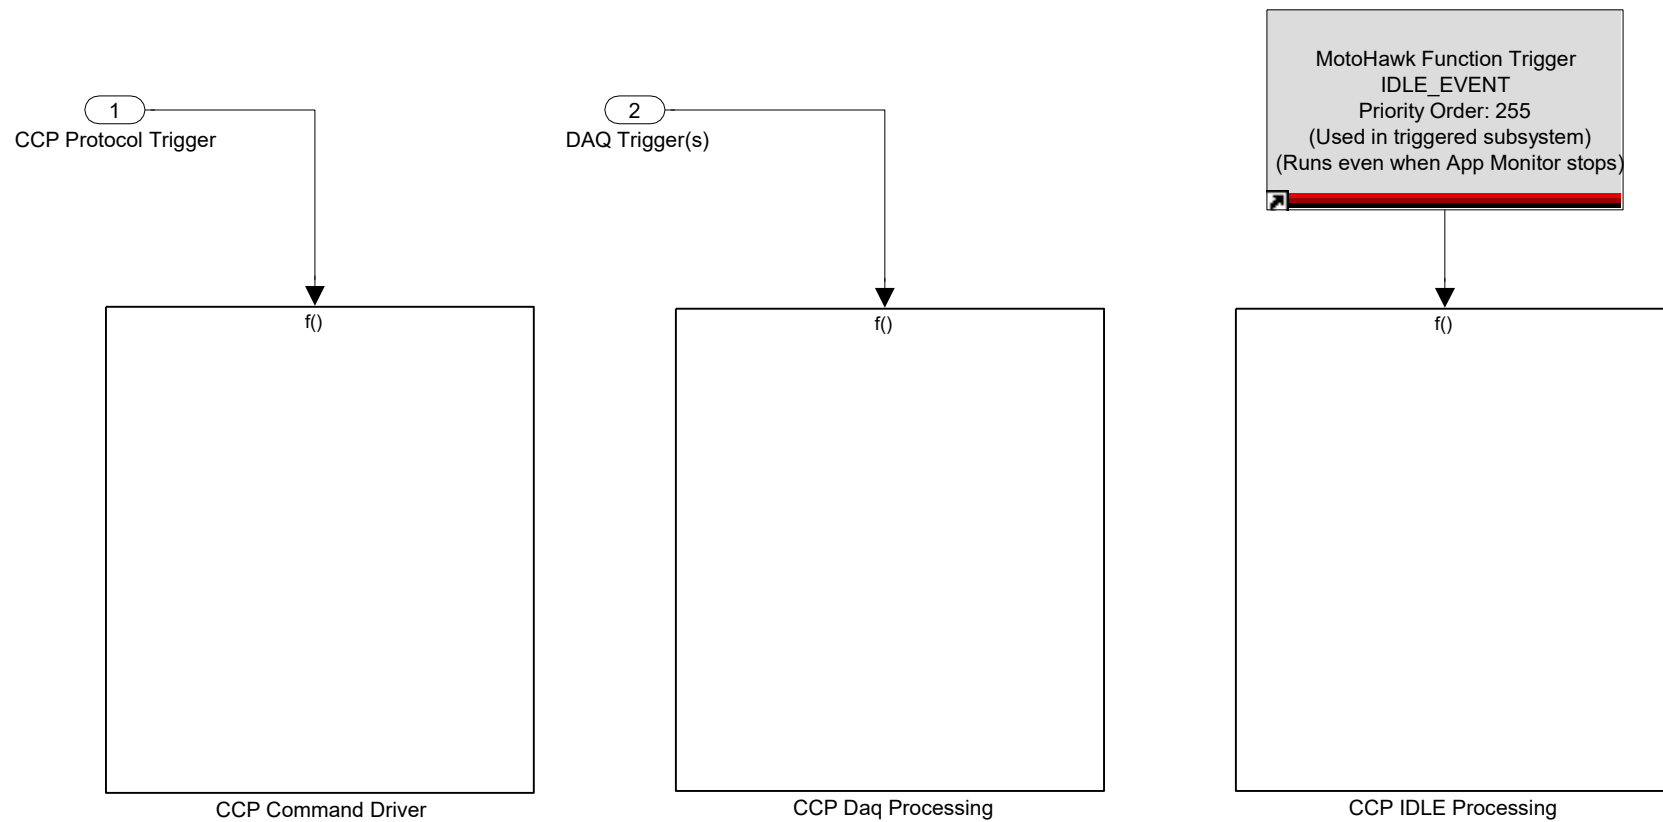 1
CCP Protocol Trigger
2
DAQ Trigger(s)
MotoHawk Function Trigger
IDLE_EVENT
Priority Order: 255
(Used in triggered subsystem)
(Runs even when App Monitor stops)
f()
f()
f()
CCP Command Driver
CCP Daq Processing
CCP IDLE Processing